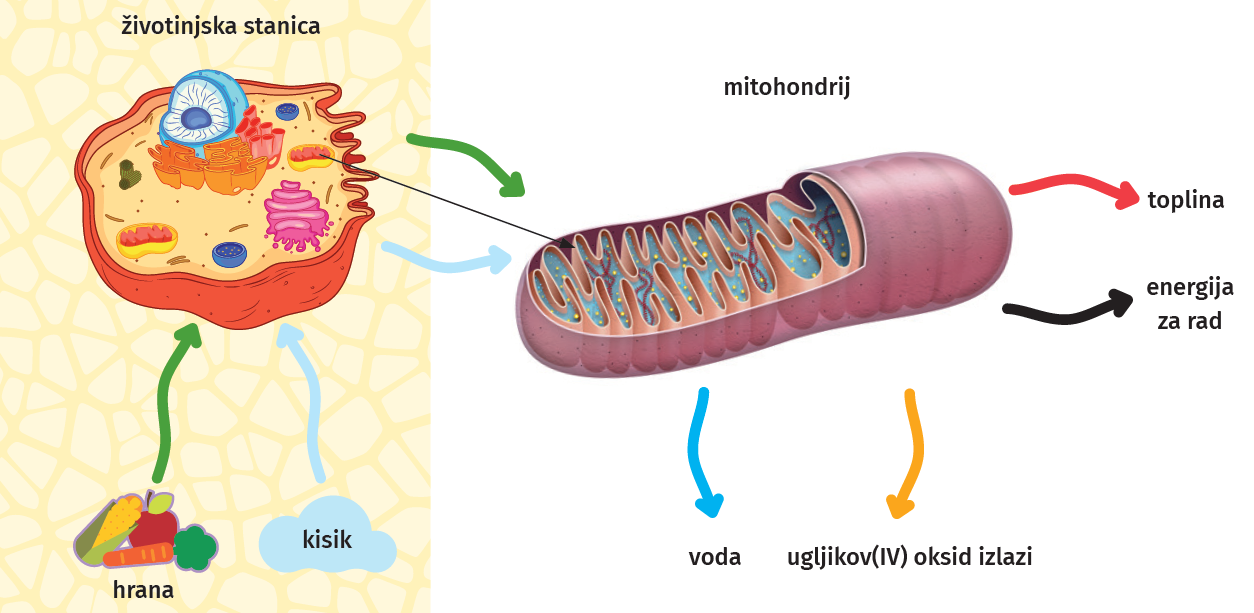 životinjska stanica
mitohondrij
toplina
energija
za rad
kisik
voda
ugljikov(IV) oksid izlazi
hrana